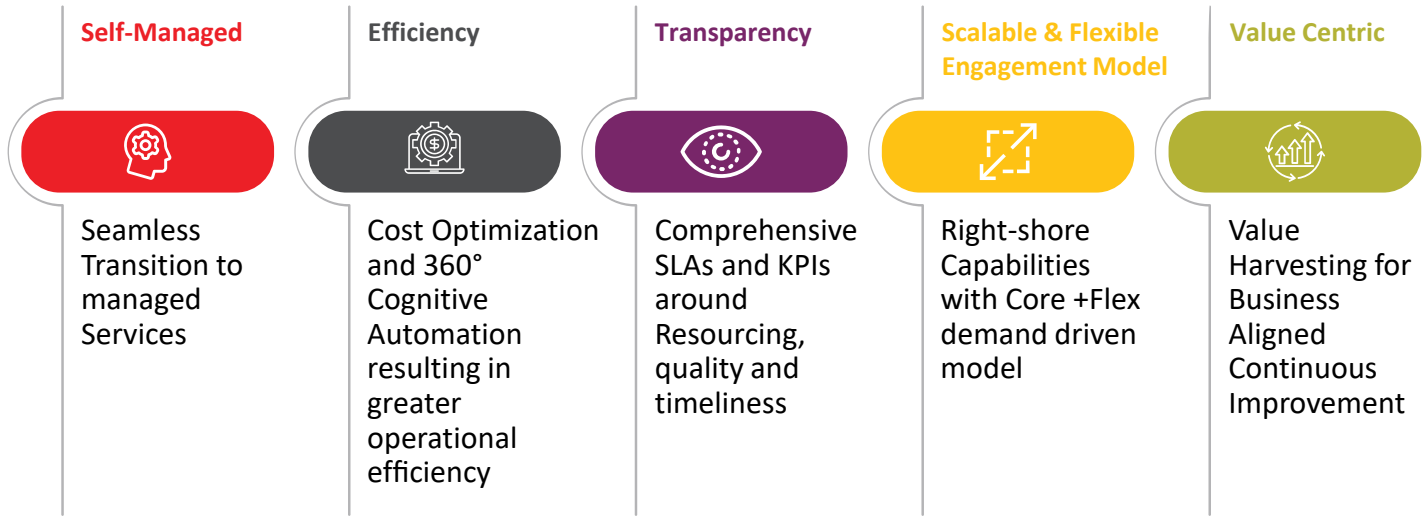 Self-Managed
Seamless
Transition to
managed
Services
Efficiency
$
Cost Optimization
and 360°
Cognitive
Automation
resulting in
greater
operational
efficiency
Transparency
Comprehensive
SLAs and KPIs
around
Resourcing,
quality and
timeliness
Scalable & Flexible
Engagement Model
Right-shore
Capabilities
with Core +Flex
demand driven
model
Value Centric
Value
Harvesting for
Business
Aligned
Continuous
Improvement